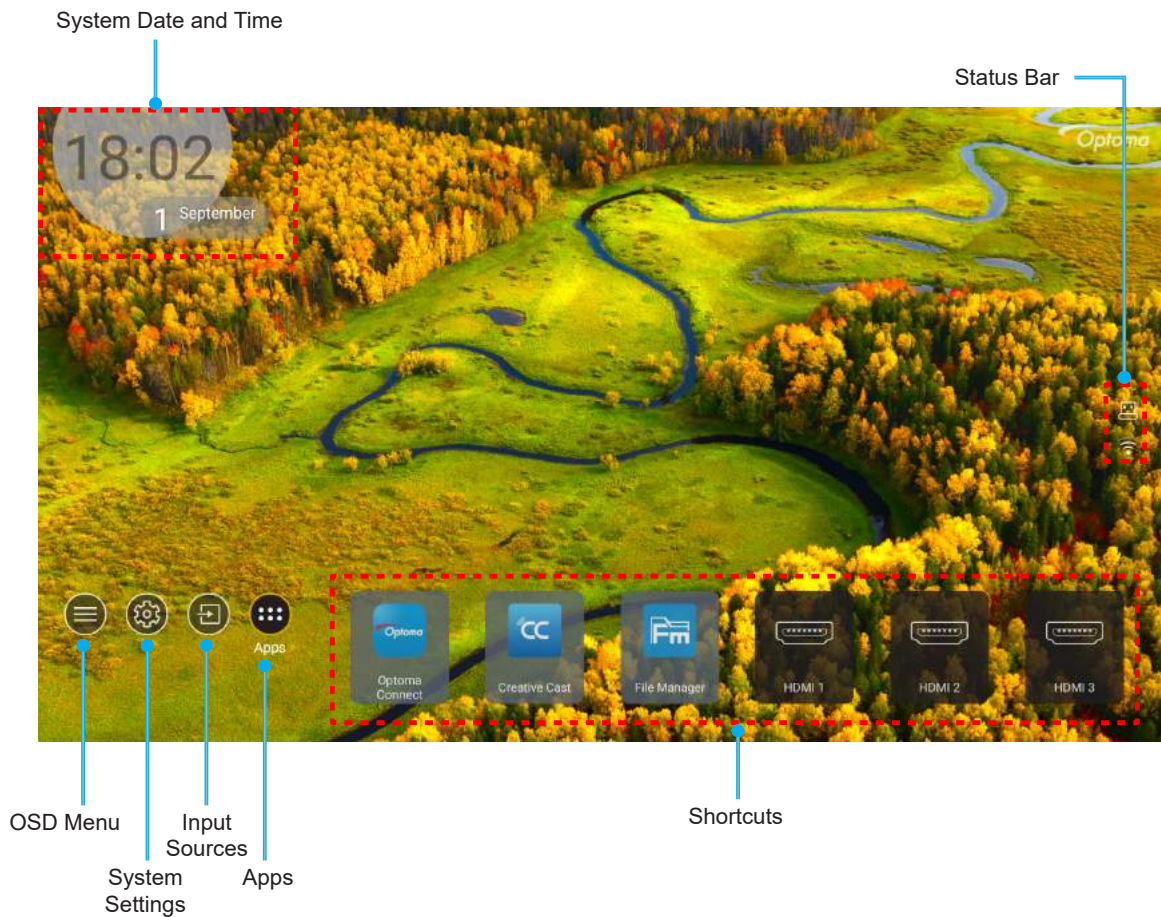 System Date and Time
Status Bar
18:02
Optoma
1 September
Apps
Optoma
CC
Fm
Optoma
Connect
Creative Cast
File Manager
HDMI 1
HDMI 2
HDMI 3
OSD Menu
Input
Sources
Shortcuts
System
Settings
Apps